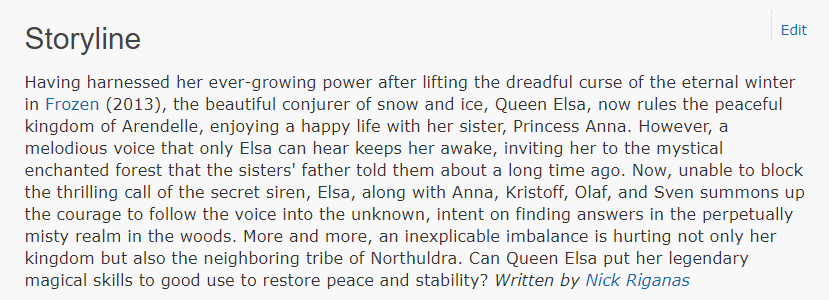 Storyline
Edit
Having harnessed her ever-growing power after lifting the dreadful curse of the eternal winter
in Frozen (2013), the beautiful conjurer of snow and ice, Queen Elsa, now rules the peaceful
kingdom of Arendelle, enjoying a happy life with her sister, Princess Anna. However, a
melodious voice that only Elsa can hear keeps her awake, inviting her to the mystical
enchanted forest that the sisters' father told them about a long time ago. Now, unable to block
the thrilling call of the secret siren, Elsa, along with Anna, Kristoff, Olaf, and Sven summons up
the courage to follow the voice into the unknown, intent on finding answers in the perpetually
misty realm in the woods. More and more, an inexplicable imbalance is hurting not only her
kingdom but also the neighboring tribe of Northuldra. Can Queen Elsa put her legendary
magical skills to good use to restore peace and stability? Written by Nick Riganas